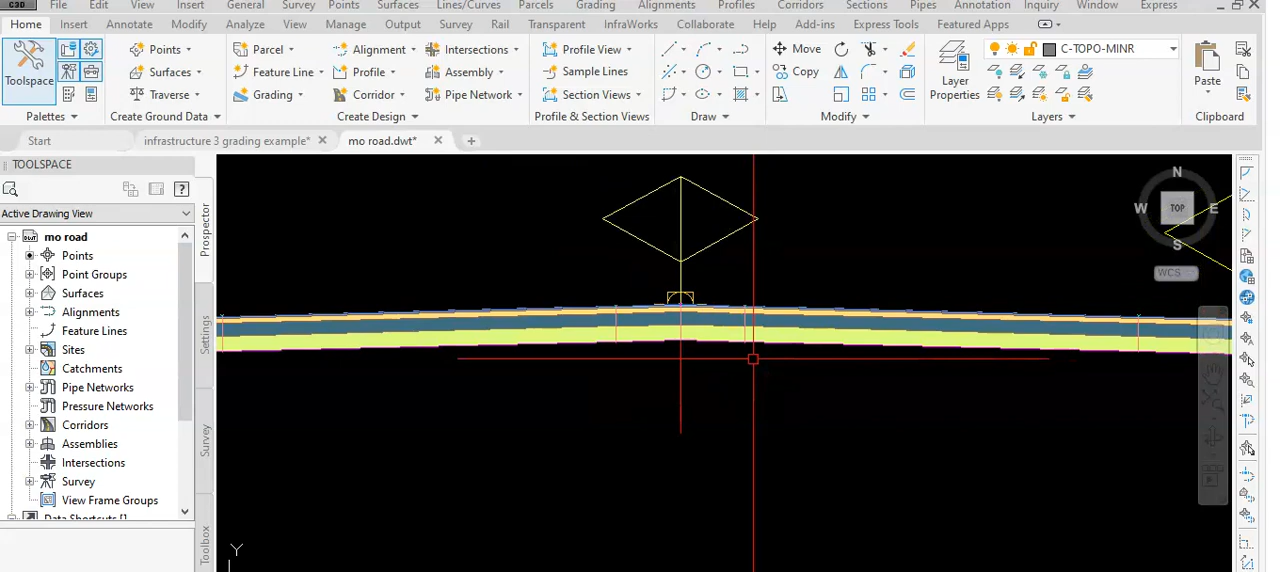 C3D File Edit View Insert General Survey Points Surfaces Lines/Curves Parcels Grading Alignments Profiles Corridors Sections Pipes Annotation Inquiry Window Express
Home Insert Annotate Modify Analyze View Manage Output Survey Rail Transparent InfraWorks Collaborate Help Add-ins Express Tools Featured Apps
Points Parcel Alignment Intersections Profile View Move C-TOPO-MINR
Toolspace Surfaces Feature Line Profile Assembly Sample Lines Copy Layer Properties Paste
Traverse Grading Corridor Pipe Network Section Views
Palettes Create Ground Data Create Design Profile & Section Views Draw Modify Layers Clipboard
Start infrastructure 3 grading example* mo road.dwt*
TOOLSPACE
Active Drawing View
mo road
Points
Point Groups
Surfaces
Alignments
Feature Lines
Sites
Catchments
Pipe Networks
Pressure Networks
Corridors
Assemblies
Intersections
Survey
View Frame Groups
Data Shortcuts []
Prospector
Settings
Survey
Toolbox
N
W TOP E
S
WCS
Y